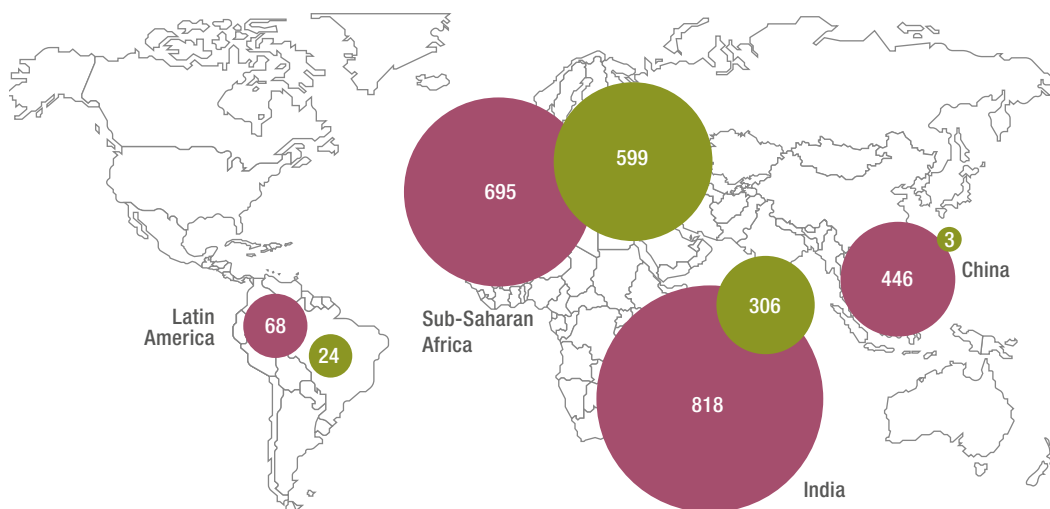 599
695
3
China
446
306
Latin
America
68
Sub-Saharan
Africa
24
818
India